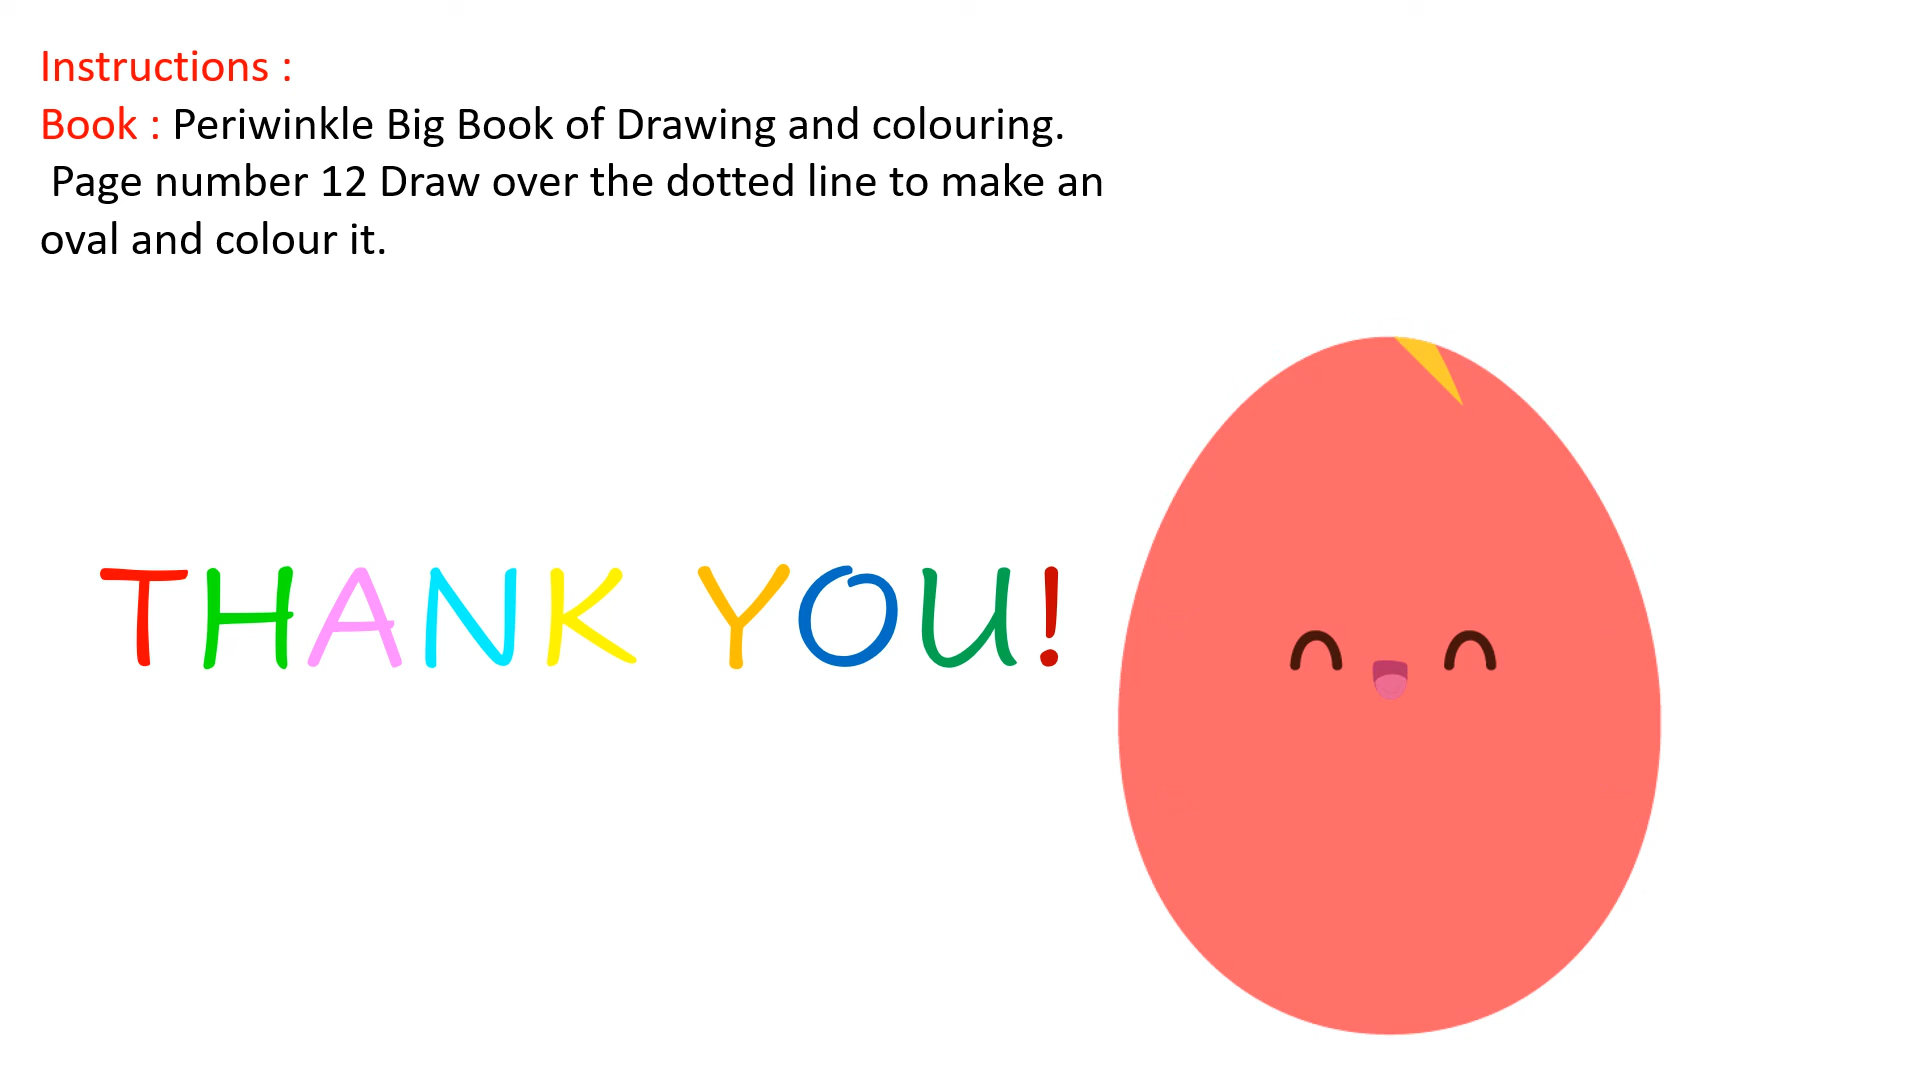 Instructions :
Book : Periwinkle Big Book of Drawing and colouring.
Page number 12 Draw over the dotted line to make an
oval and colour it.
THANK YOU!